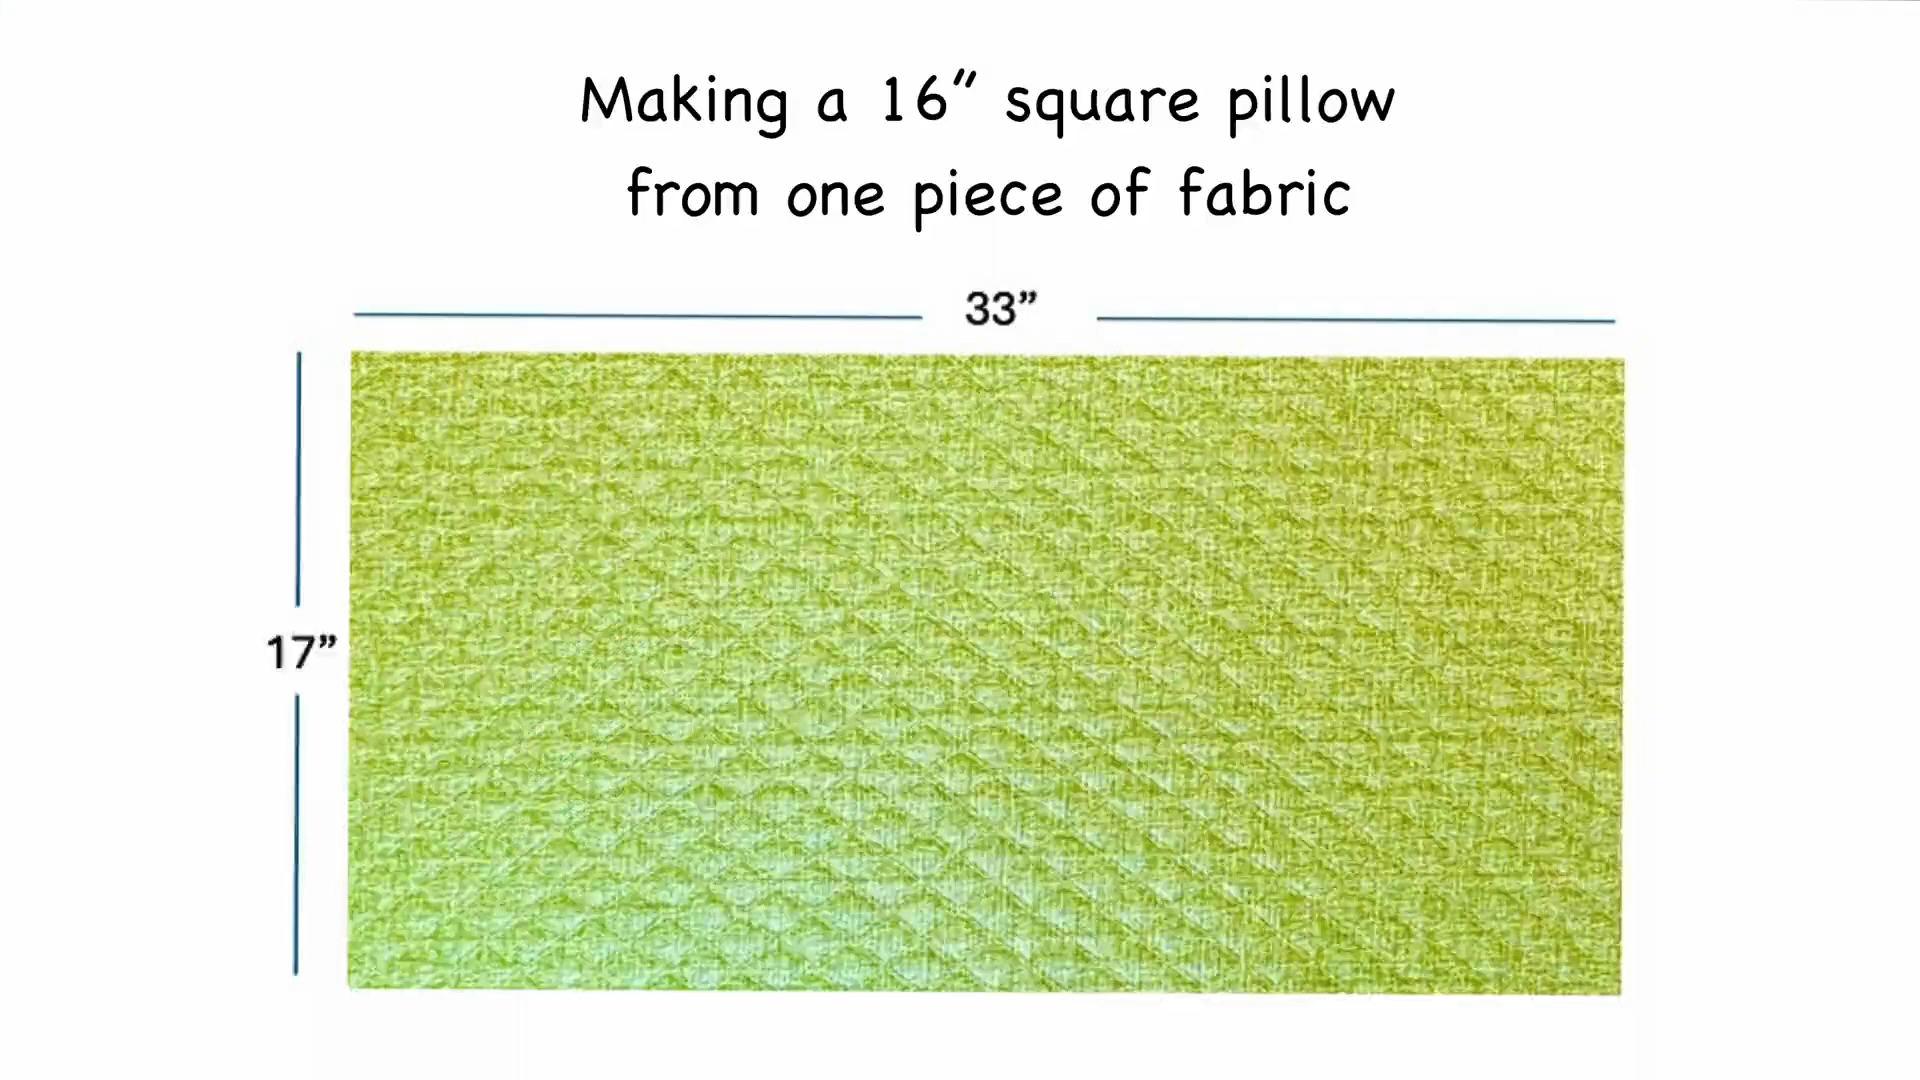 Making a 16” square pillow
from one piece of fabric
33”
17”